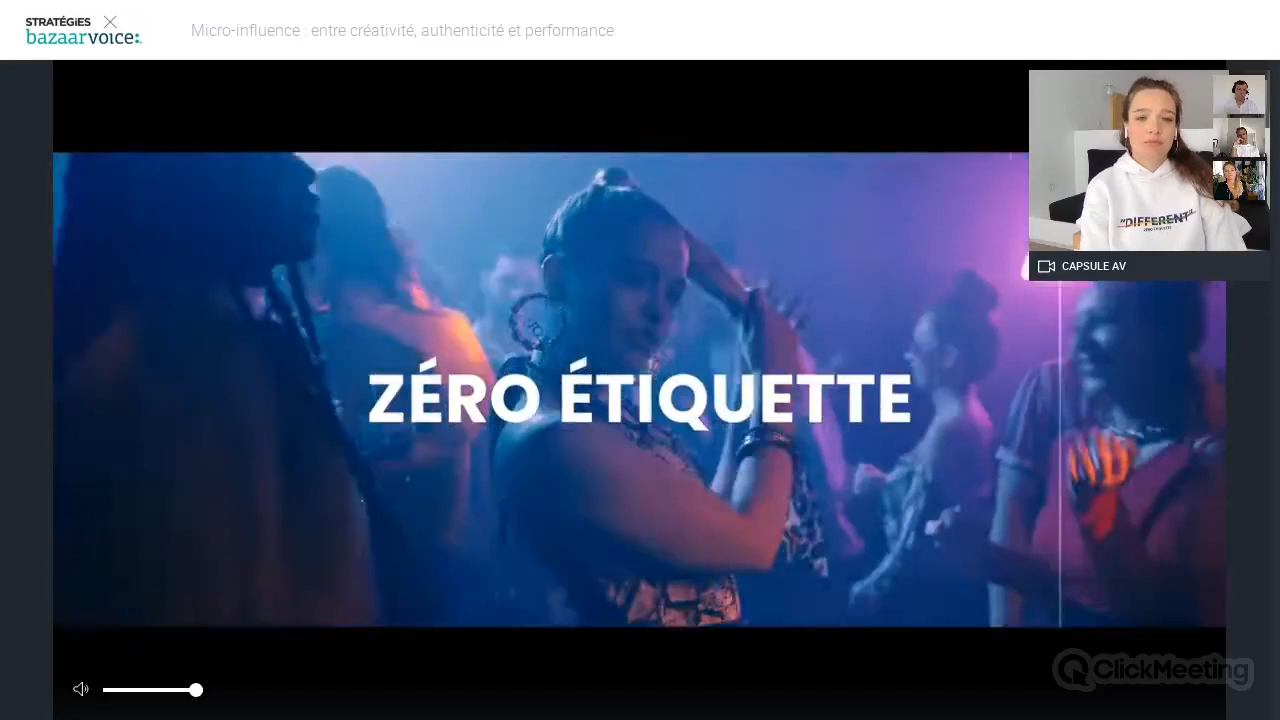 STRATÉGIES
bazaarvoice:
Micro-influence : entre créativité, authenticité et performance
"DIFFERENT"
CAPSULE AV
ZÉRO ÉTIQUETTE
ClickMeeting